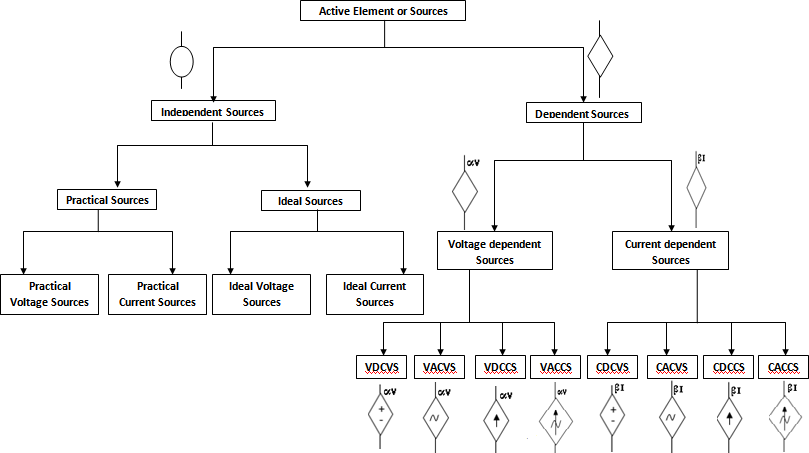 Active Element or Sources
Independent Sources
Dependent Sources
αV
βI
Practical Sources
Ideal Sources
Voltage dependent
Sources
Current dependent
Sources
Practical
Voltage Sources
Practical
Current Sources
Ideal Voltage
Sources
Ideal Current
Sources
VDCVS
VACVS
VDCCS
VACCS
CDCVS
CACVS
CDCCS
CACCS
αV
αV
αV
αV
βI
βI
βI
βI
+
-
+
-